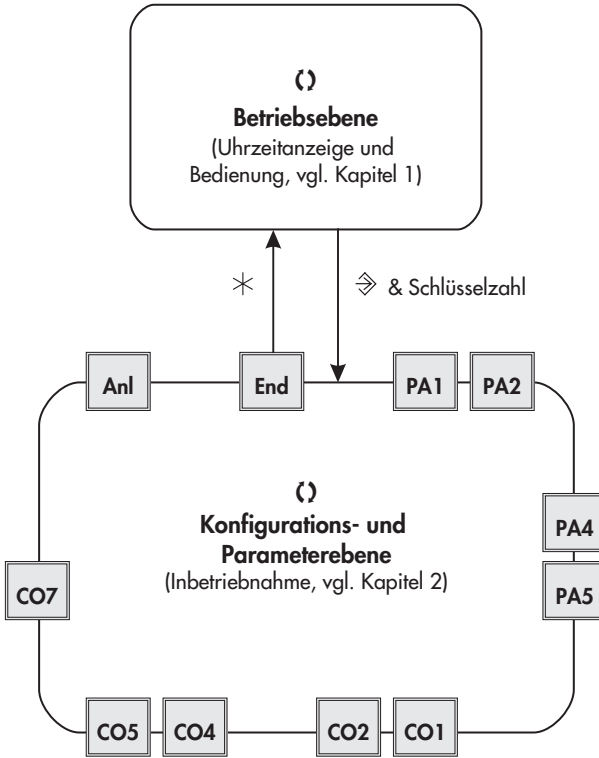 Betriebsebene
(Uhrzeitanzeige und
Bedienung, vgl. Kapitel 1)
& Schlüsselzahl
Anl
End
PA1
PA2
Konfigurations- und
Parameterebene
(Inbetriebnahme, vgl. Kapitel 2)
PA4
PA5
CO7
CO5
CO4
CO2
CO1